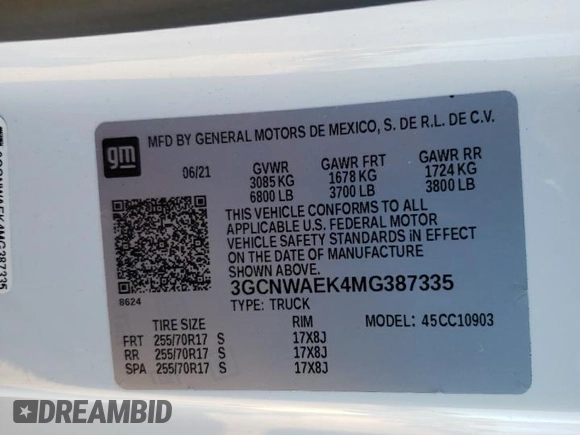 gm
MFD BY GENERAL MOTORS DE MEXICO, S. DE R.L. DE C.V.
06/21 GVWR GAWR FRT GAWR RR
3085 KG 1678 KG 1724 KG
6800 LB 3700 LB 3800 LB
THIS VEHICLE CONFORMS TO ALL
APPLICABLE U.S. FEDERAL MOTOR
VEHICLE SAFETY STANDARDS IN EFFECT
ON THE DATE OF MANUFACTURE
SHOWN ABOVE.
8624
3GCNWAEK4MG387335
TYPE: TRUCK
TIRE SIZE RIM MODEL: 45CC10903
FRT 255/70R17 S 17X8J
RR 255/70R17 S 17X8J
SPA 255/70R17 S 17X8J
DREAMBID